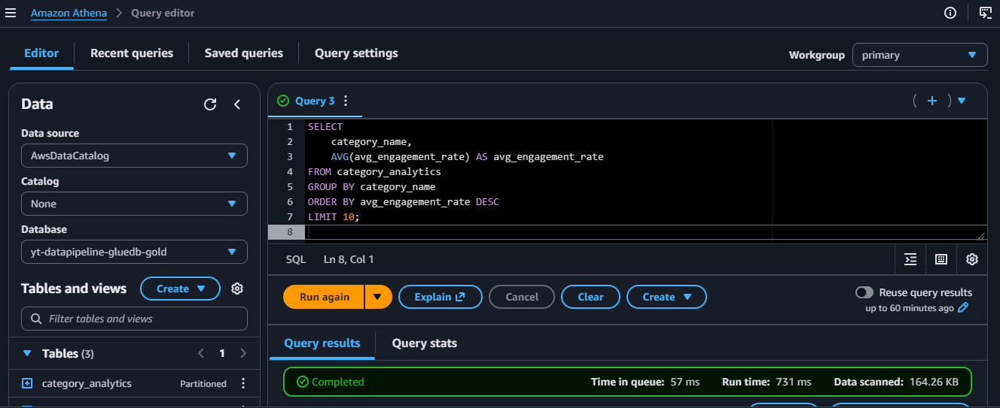 Amazon Athena > Query editor
Editor Recent queries Saved queries Query settings
Workgroup primary
Data
Data source
AwsDataCatalog
Catalog
None
Database
yt-datapipeline-gluedb-gold
Tables and views Create
Filter tables and views
Tables (3) < 1 >
category_analytics Partitioned
Query 3
1 SELECT
2 category_name,
3 AVG(avg_engagement_rate) AS avg_engagement_rate
4 FROM category_analytics
5 GROUP BY category_name
6 ORDER BY avg_engagement_rate DESC
7 LIMIT 10;
8
SQL Ln 8, Col 1
Run again Explain Cancel Clear Create
Reuse query results
up to 60 minutes ago
Query results Query stats
Completed Time in queue: 57 ms Run time: 731 ms Data scanned: 164.26 KB